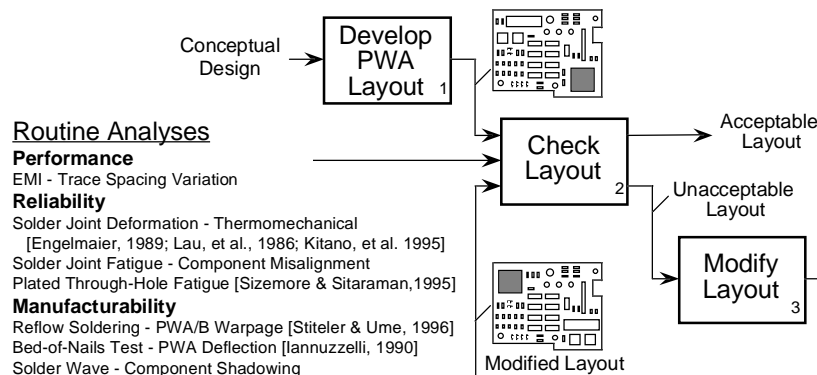 Conceptual
Design
Develop
PWA
Layout
1
Check
Layout
2
Acceptable
Layout
Unacceptable
Layout
Modify
Layout
3
Modified Layout
Routine Analyses
Performance
EMI - Trace Spacing Variation
Reliability
Solder Joint Deformation - Thermomechanical
[Engelmaier, 1989; Lau, et al., 1986; Kitano, et al. 1995]
Solder Joint Fatigue - Component Misalignment
Plated Through-Hole Fatigue [Sizemore & Sitaraman,1995]
Manufacturability
Reflow Soldering - PWA/B Warpage [Stiteler & Ume, 1996]
Bed-of-Nails Test - PWA Deflection [Iannuzzelli, 1990]
Solder Wave - Component Shadowing